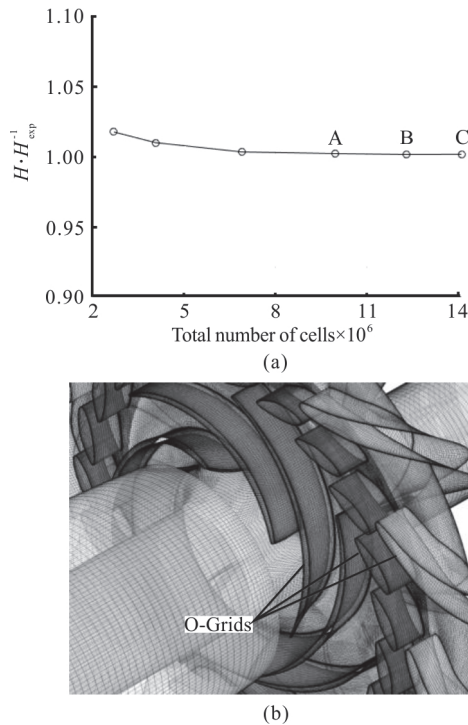 1.10
1.05
A B C
1.00
0.95
0.90
H·H⁻¹exp
2 5 8 11 14
Total number of cells×10⁶
(a)
O-Grids
(b)